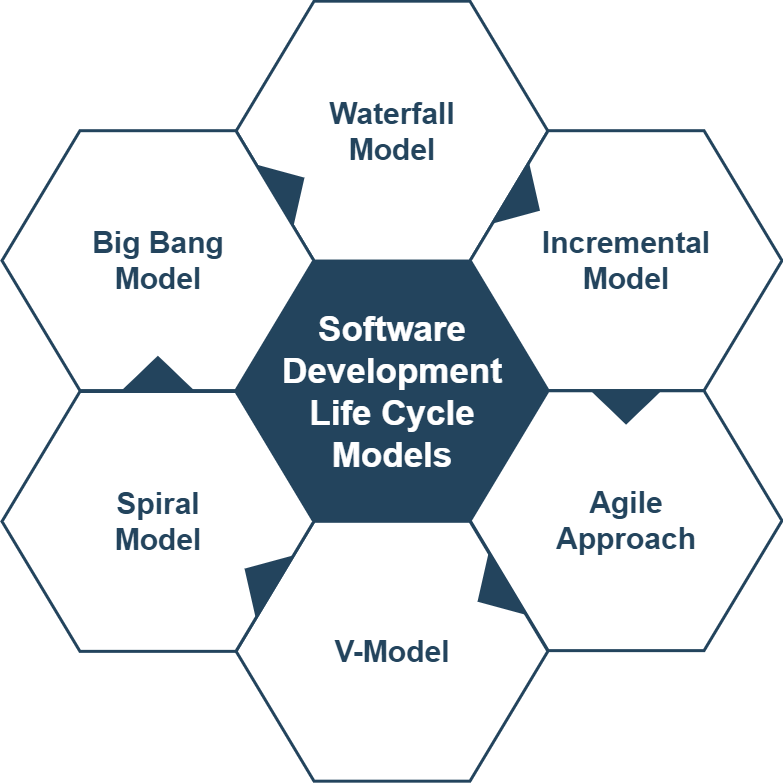 Waterfall
Model
Big Bang
Model
Incremental
Model
Software
Development
Life Cycle
Models
Spiral
Model
Agile
Approach
V-Model